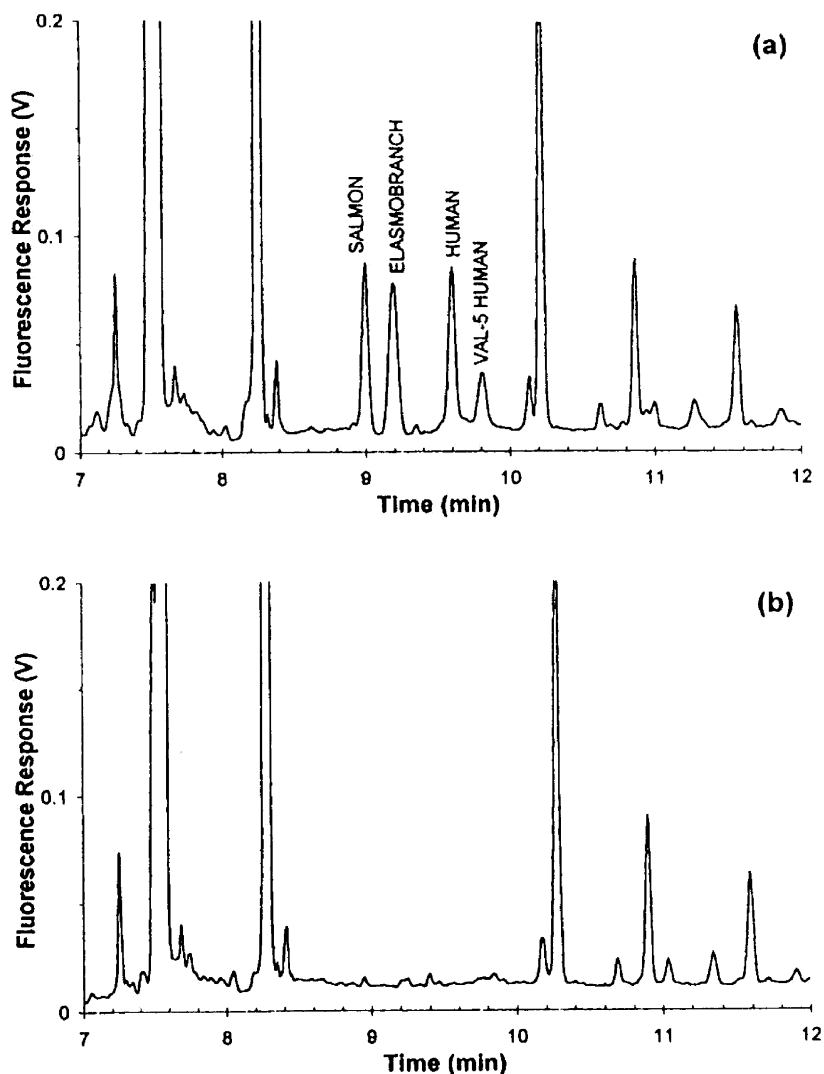 (a)
0.2
0.1
0
Fluorescence Response (V)
SALMON
ELASMOBRANCH
HUMAN
VAL-5 HUMAN
7 8 9 10 11 12
Time (min)
(b)
0.2
0.1
0
Fluorescence Response (V)
7 8 9 10 11 12
Time (min)